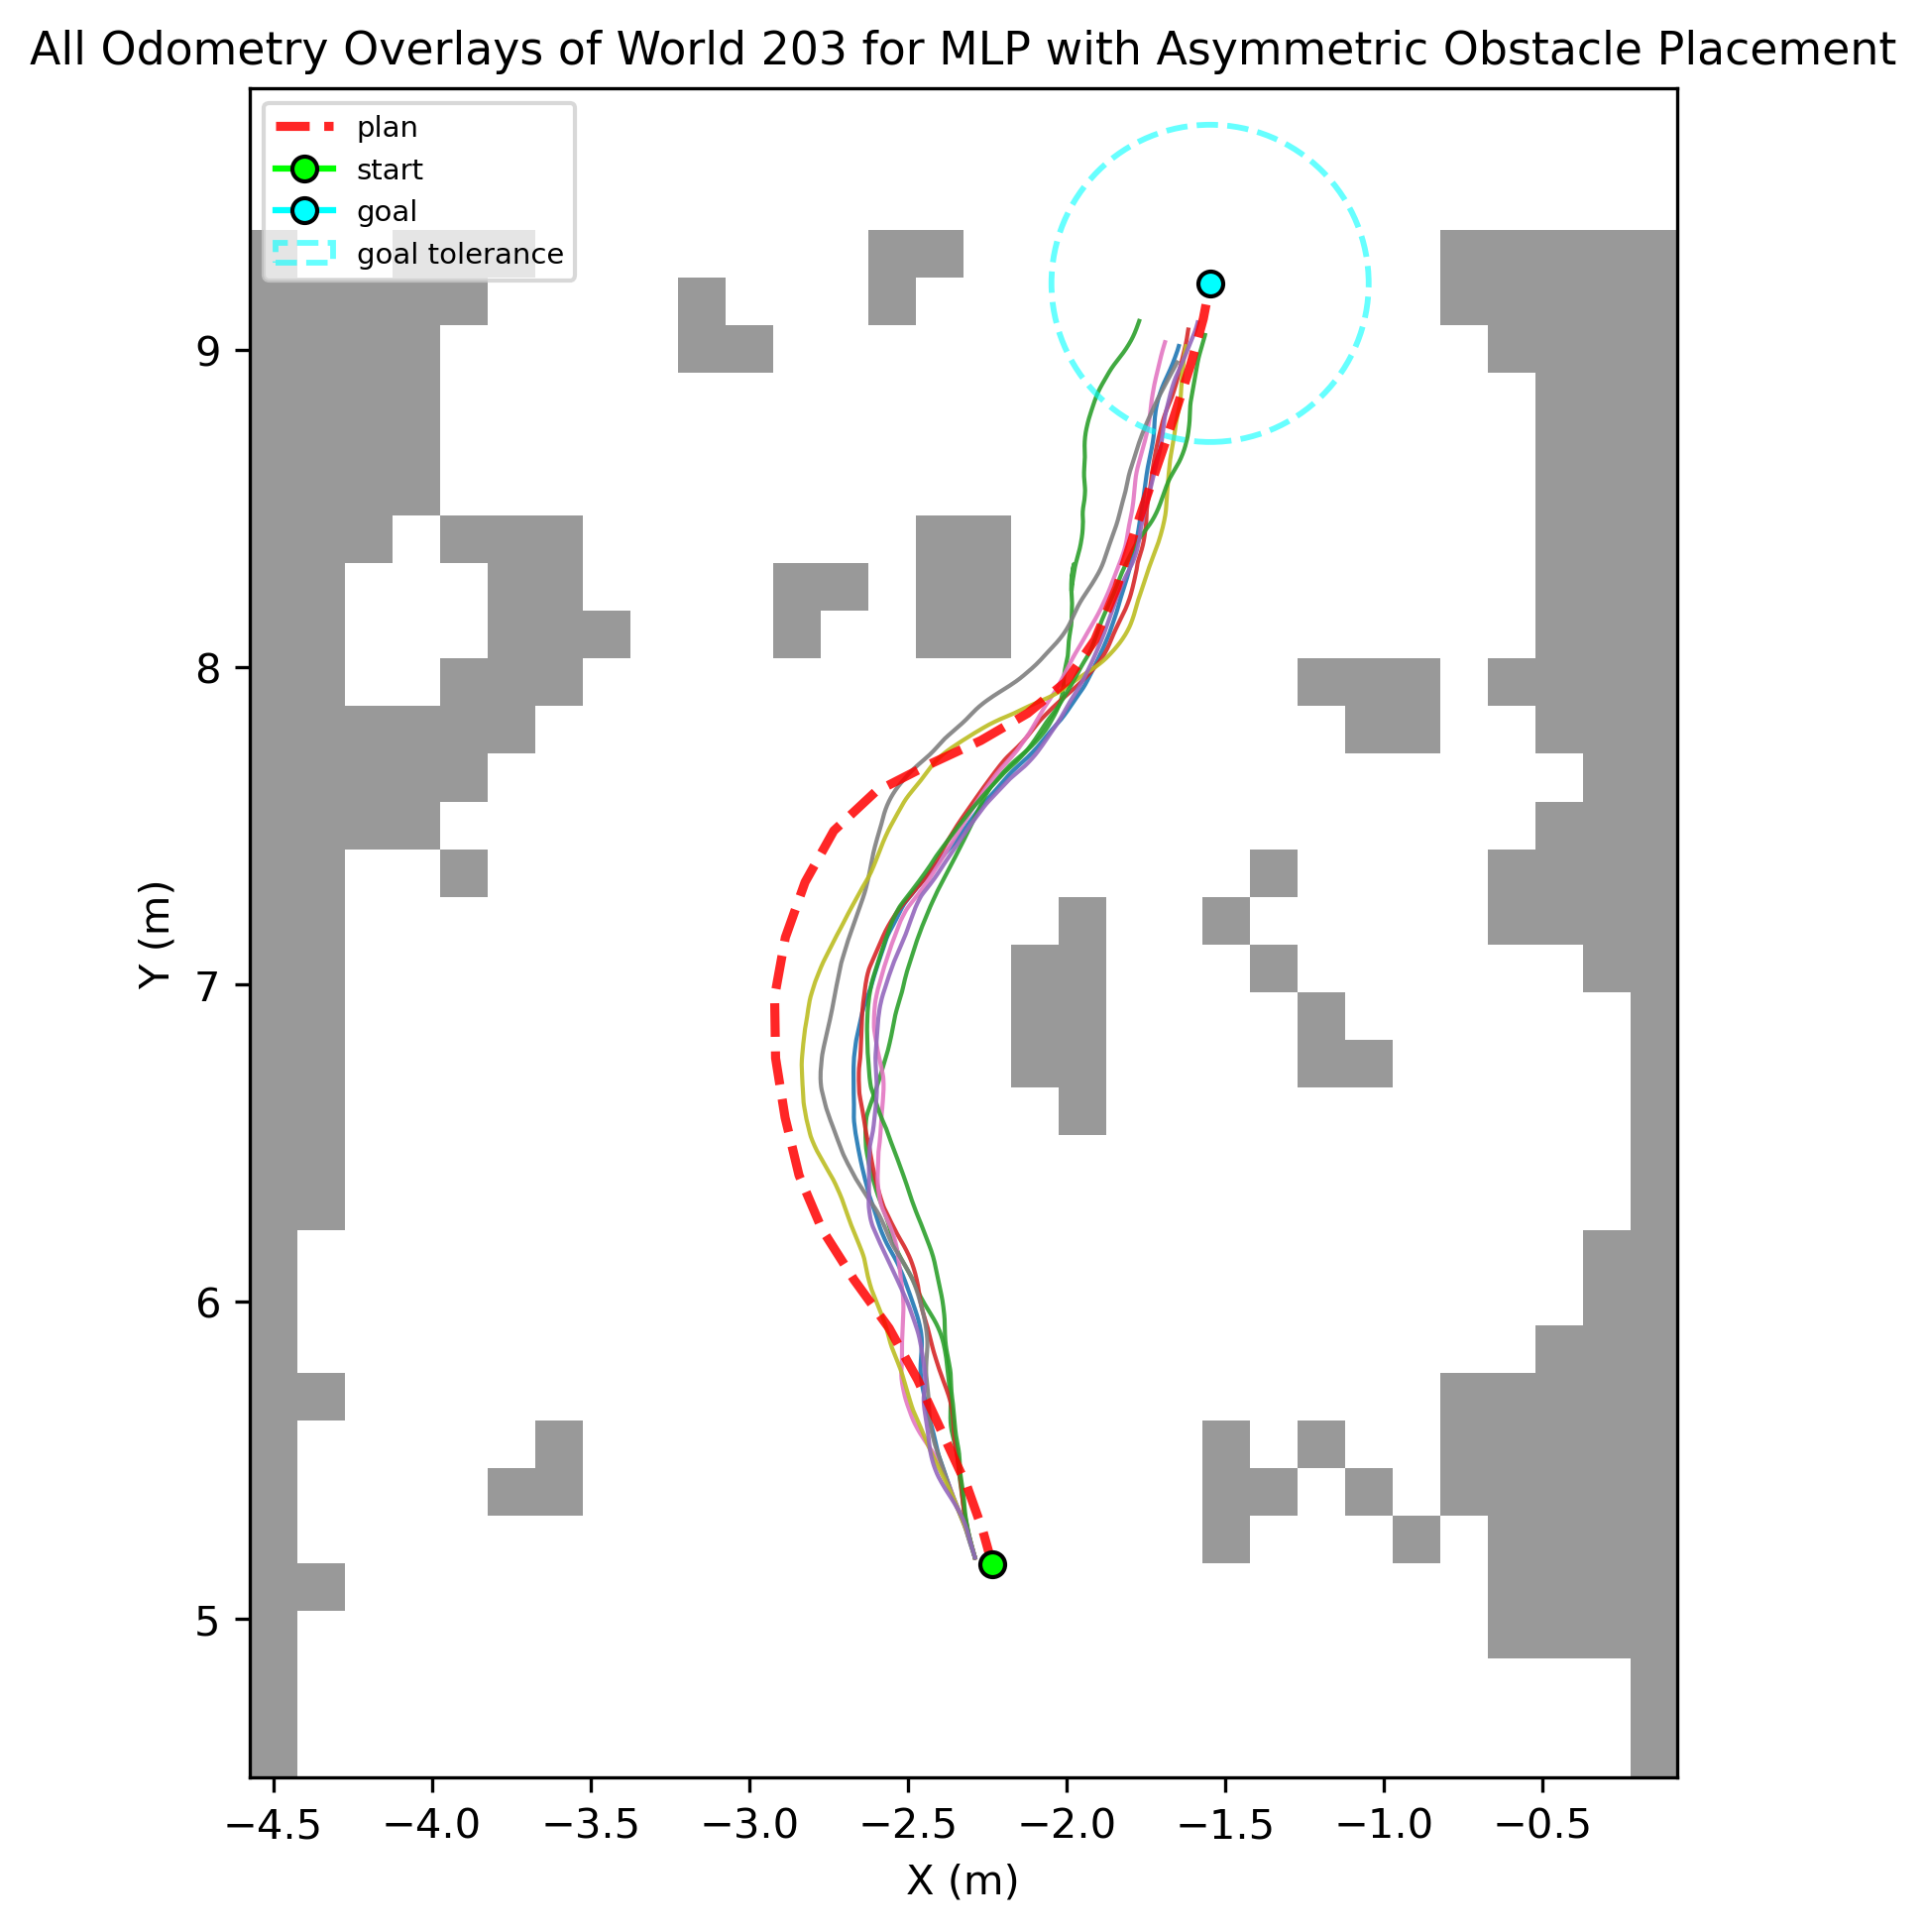 All Odometry Overlays of World 203 for MLP with Asymmetric Obstacle Placement
plan
start
goal
goal tolerance
9
8
7
6
5
Y (m)
−4.5 −4.0 −3.5 −3.0 −2.5 −2.0 −1.5 −1.0 −0.5
X (m)